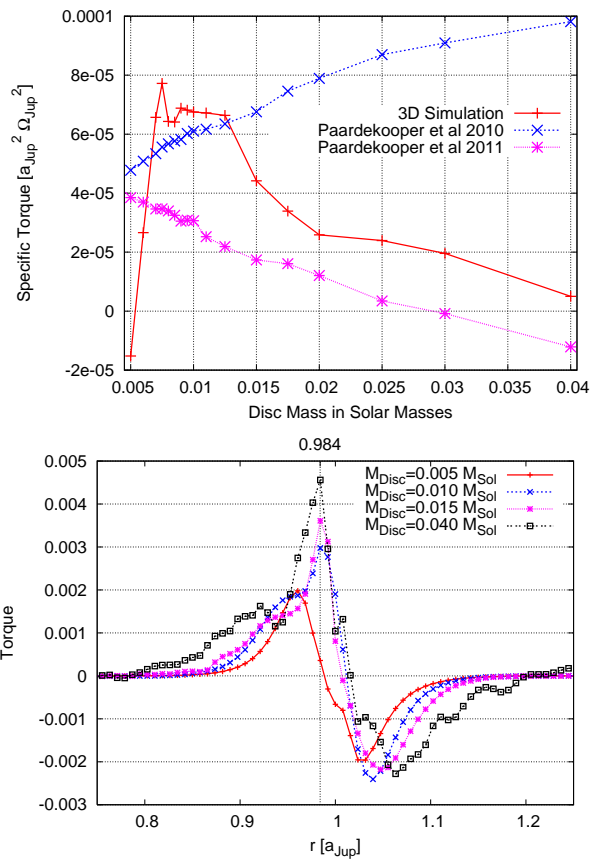 0.0001
8e-05
6e-05
4e-05
2e-05
0
-2e-05
Specific Torque [a_Jup^2 Ω_Jup^2]
3D Simulation
Paardekooper et al 2010
Paardekooper et al 2011
0.005 0.01 0.015 0.02 0.025 0.03 0.035 0.04
Disc Mass in Solar Masses
0.984
0.005
0.004
0.003
0.002
0.001
0
-0.001
-0.002
-0.003
Torque
M_Disc=0.005 M_Sol
M_Disc=0.010 M_Sol
M_Disc=0.015 M_Sol
M_Disc=0.040 M_Sol
0.8 0.9 1 1.1 1.2
r [a_Jup]